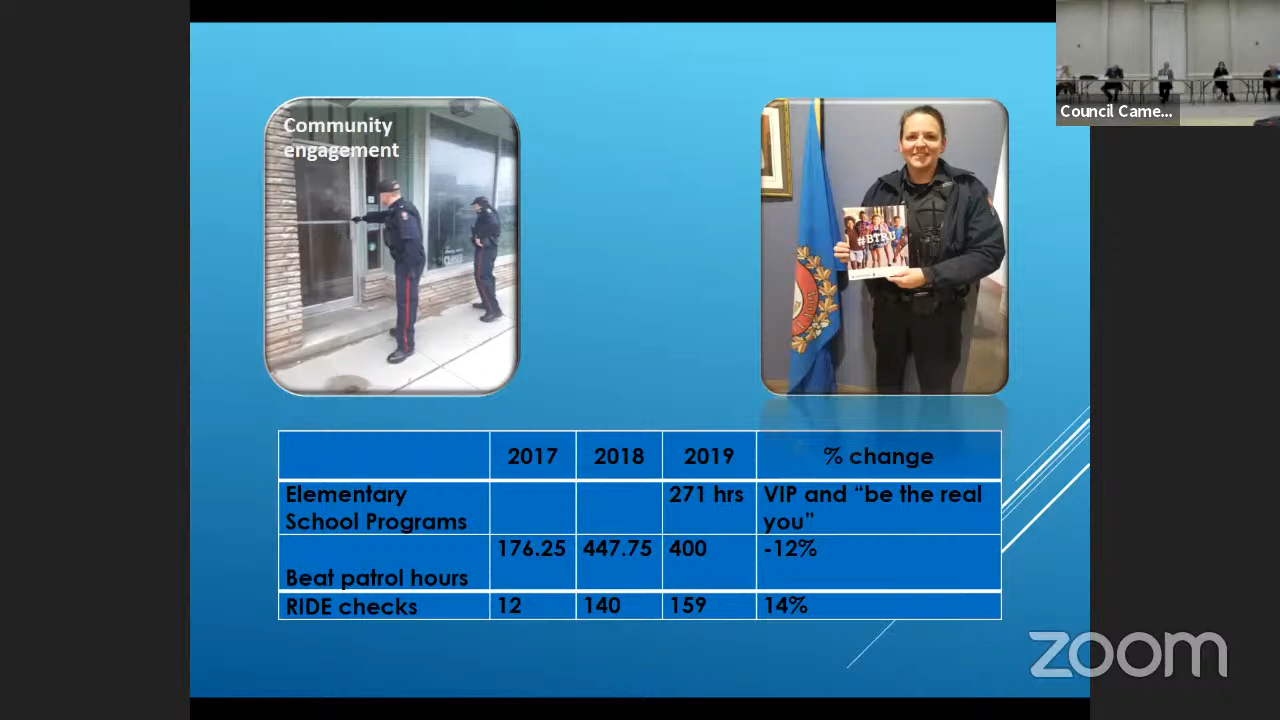 Community
engagement
#BTRU
Council Came...
2017 2018 2019 % change
Elementary School Programs 271 hrs VIP and “be the real you”
Beat patrol hours 176.25 447.75 400 -12%
RIDE checks 12 140 159 14%
zoom